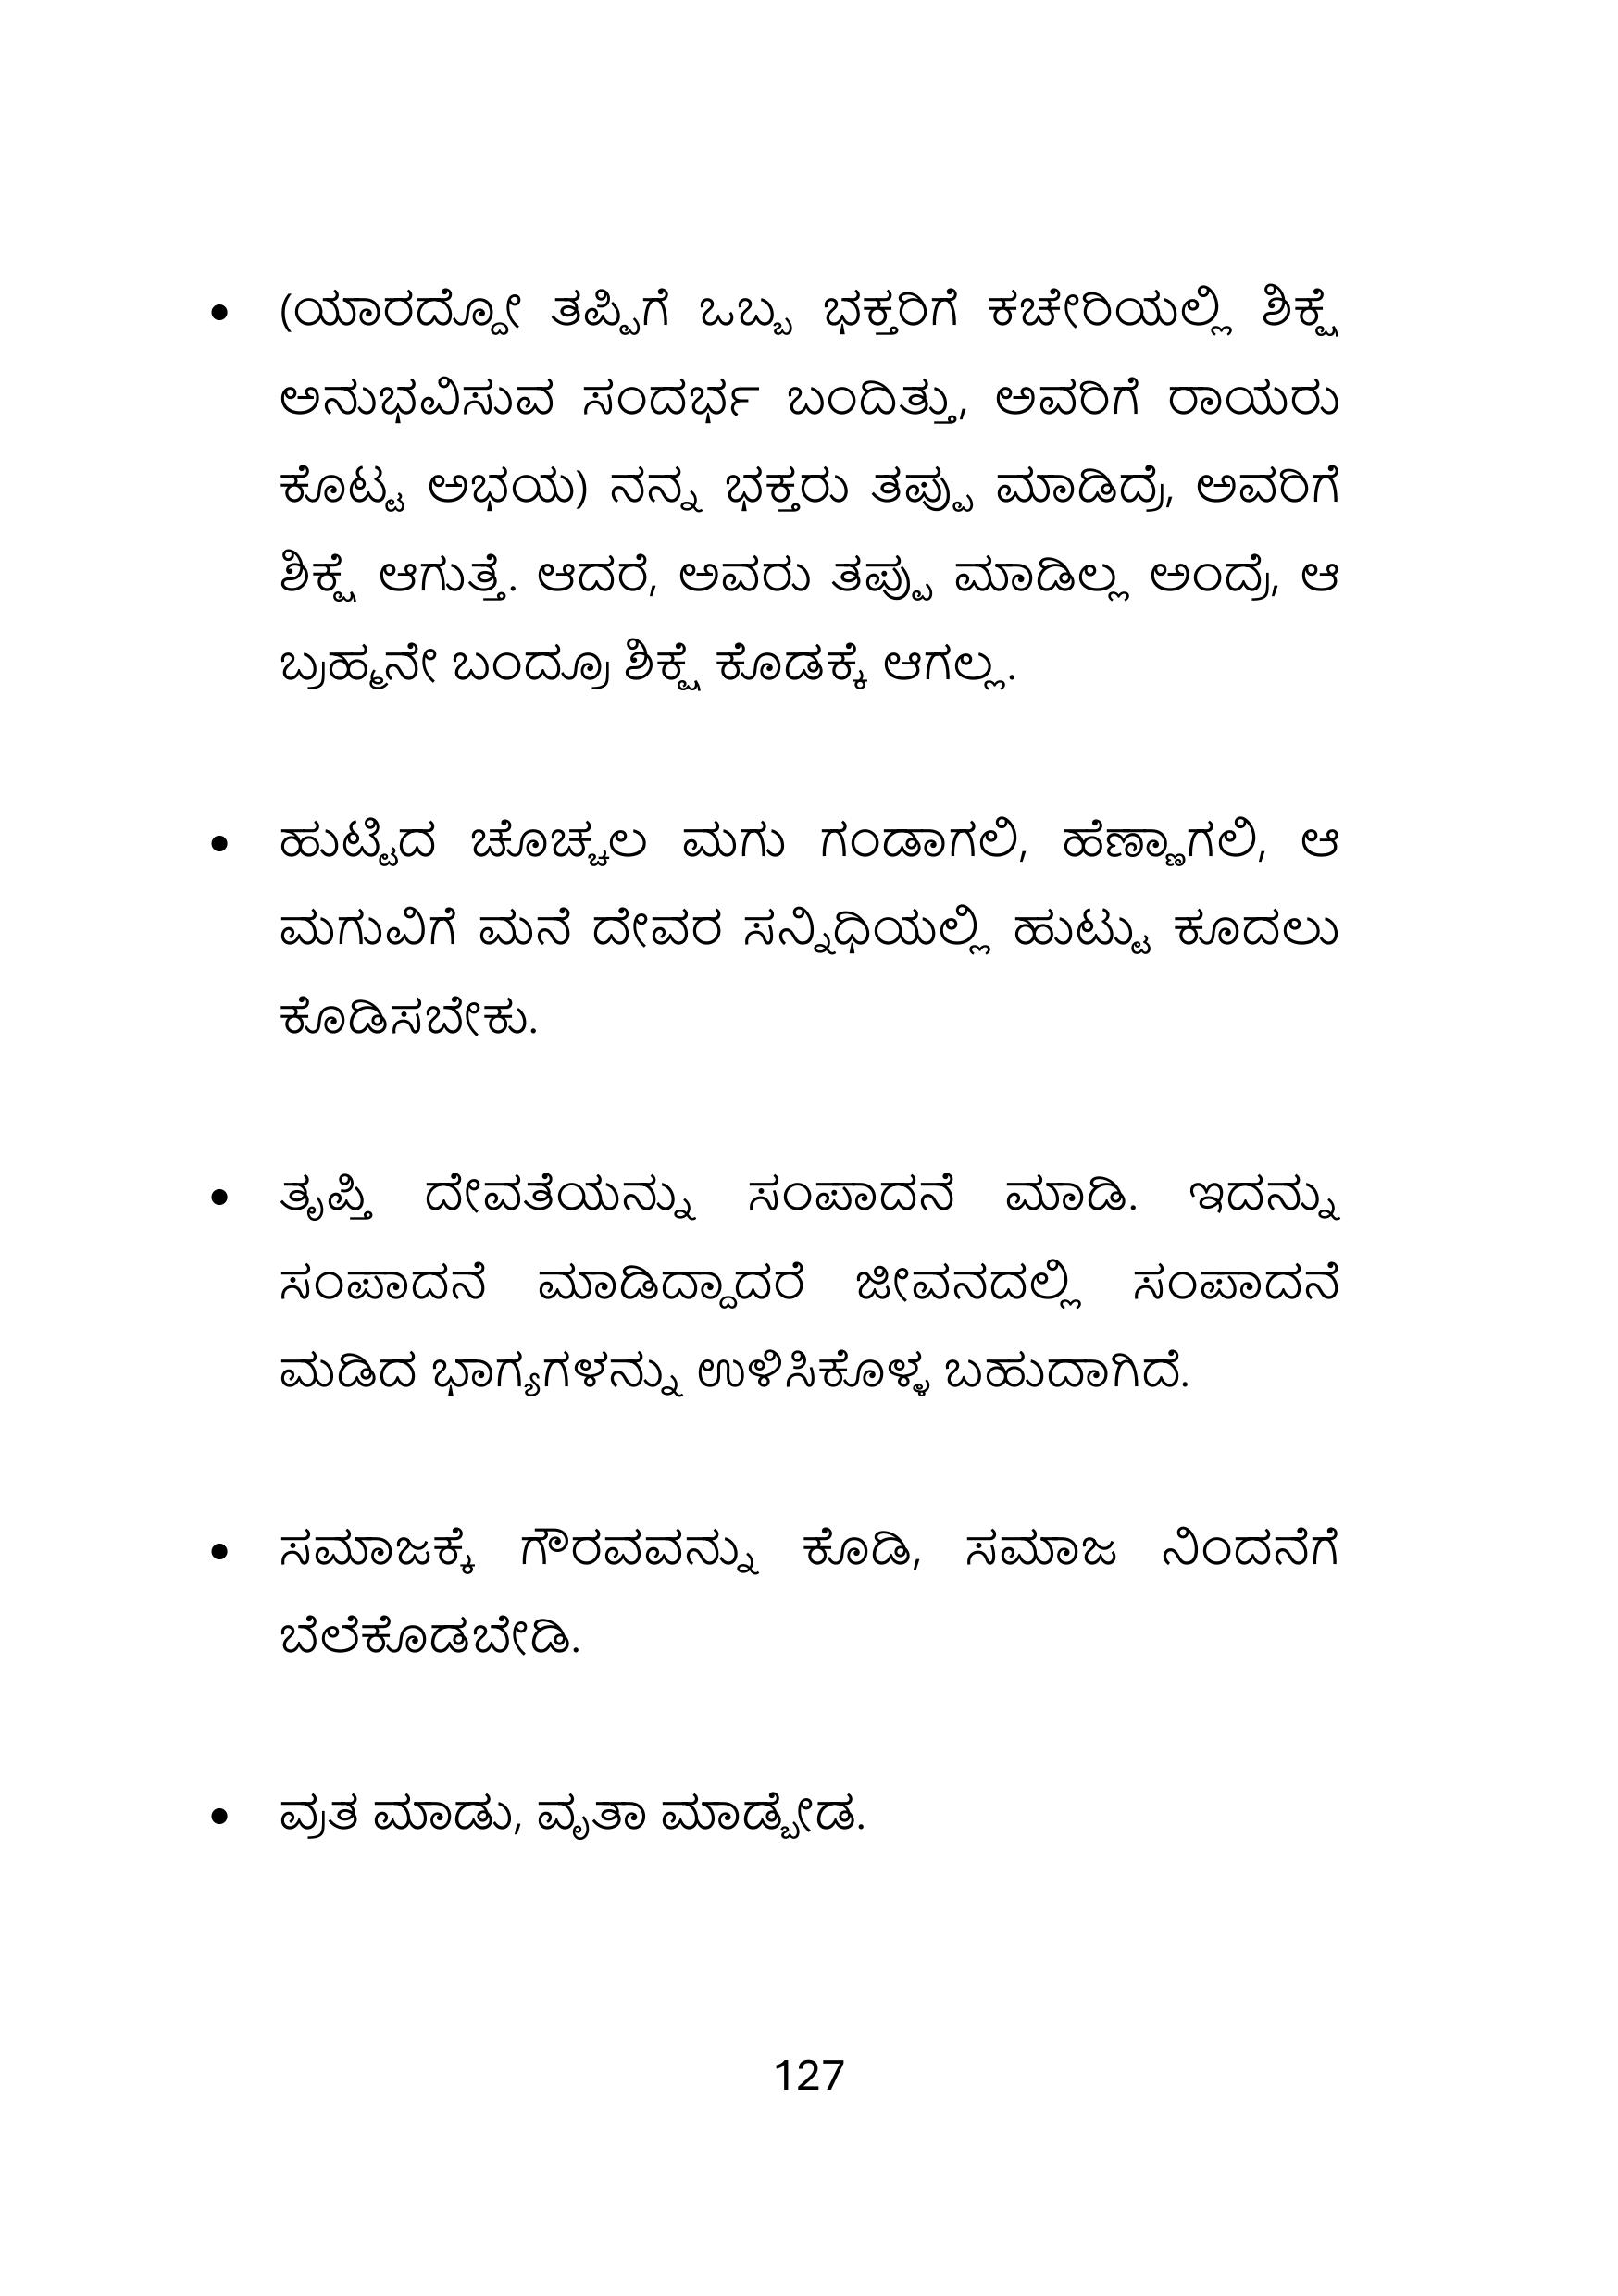 • (ಯಾರದ್ದೋ ತಪ್ಪಿಗೆ ಒಬ್ಬ ಭಕ್ತರಿಗೆ ಕಚೇರಿಯಲ್ಲಿ ಶಿಕ್ಷೆ
ಅನುಭವಿಸುವ ಸಂದರ್ಭ ಬಂದಿತ್ತು, ಅವರಿಗೆ ರಾಯರು
ಕೊಟ್ಟ ಅಭಯ) ನನ್ನ ಭಕ್ತರು ತಪ್ಪು ಮಾಡಿದ್ರೆ, ಅವರಿಗೆ
ಶಿಕ್ಷೆ ಆಗುತ್ತೆ. ಆದರೆ, ಅವರು ತಪ್ಪು ಮಾಡಿಲ್ಲ ಅಂದ್ರೆ, ಆ
ಬ್ರಹ್ಮನೇ ಬಂದ್ರೂ ಶಿಕ್ಷೆ ಕೊಡಕ್ಕೆ ಆಗಲ್ಲ.
• ಹುಟ್ಟಿದ ಚೊಚ್ಚಲ ಮಗು ಗಂಡಾಗಲಿ, ಹೆಣ್ಣಾಗಲಿ, ಆ
ಮಗುವಿಗೆ ಮನೆ ದೇವರ ಸನ್ನಿಧಿಯಲ್ಲಿ ಹುಟ್ಟು ಕೂದಲು
ಕೊಡಿಸಬೇಕು.
• ತೃಪ್ತಿ ದೇವತೆಯನ್ನು ಸಂಪಾದನೆ ಮಾಡಿ. ಇದನ್ನು
ಸಂಪಾದನೆ ಮಾಡಿದ್ದಾದರೆ ಜೀವನದಲ್ಲಿ ಸಂಪಾದನೆ
ಮಡಿದ ಭಾಗ್ಯಗಳನ್ನು ಉಳಿಸಿಕೊಳ್ಳ ಬಹುದಾಗಿದೆ.
• ಸಮಾಜಕ್ಕೆ ಗೌರವವನ್ನು ಕೊಡಿ, ಸಮಾಜ ನಿಂದನೆಗೆ
ಬೆಲೆಕೊಡಬೇಡಿ.
• ವ್ರತ ಮಾಡು, ವೃತಾ ಮಾಡ್ಬೇಡ.
127